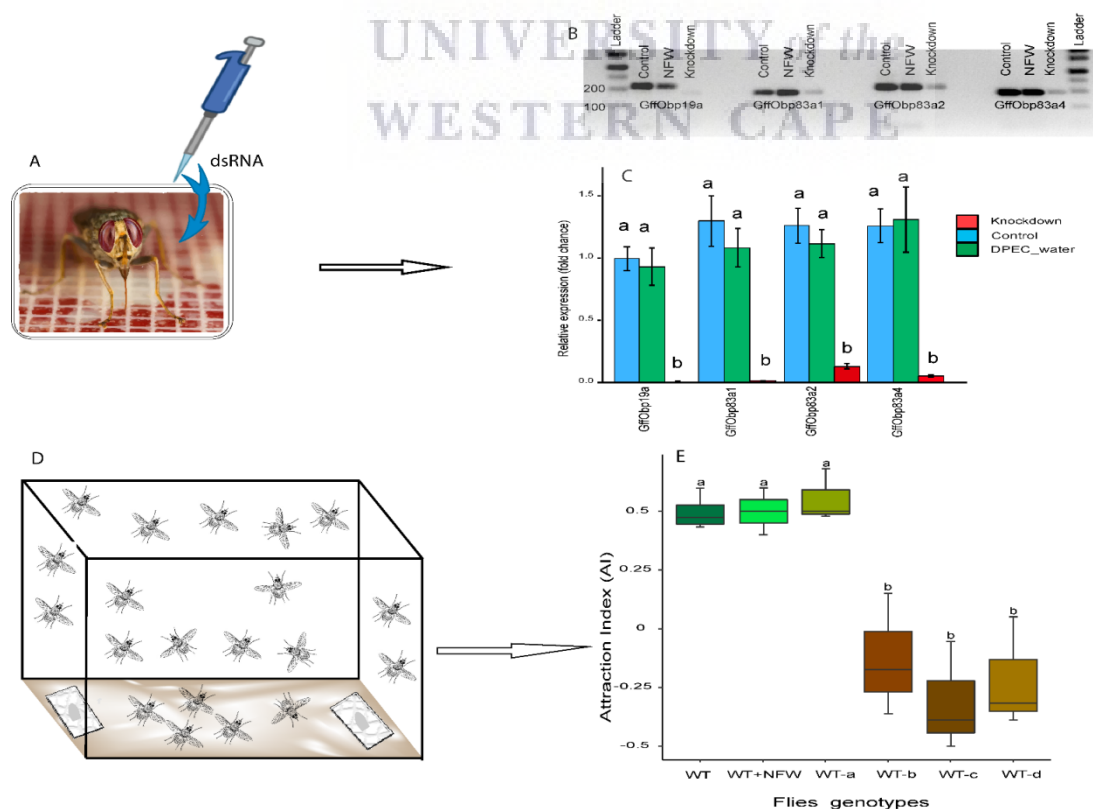 UNIVERSITY of the
WESTERN CAPE
A
dsRNA
B
Ladder
Control
NFW
Knockdown
Control
NFW
Knockdown
Control
NFW
Knockdown
Control
NFW
Knockdown
Ladder
200
100
GffObp19a
GffObp83a1
GffObp83a2
GffObp83a4
C
Relative expression (fold chance)
1.5
1.0
0.5
0.0
a a b
a a b
a a b
a a b
Knockdown
Control
DPEC_water
GffObp19a
GffObp83a1
GffObp83a2
GffObp83a4
D
E
Attraction Index (AI)
0.5
0.25
0
-0.25
-0.5
a a a b b b
WT WT+NFW WT-a WT-b WT-c WT-d
Flies genotypes